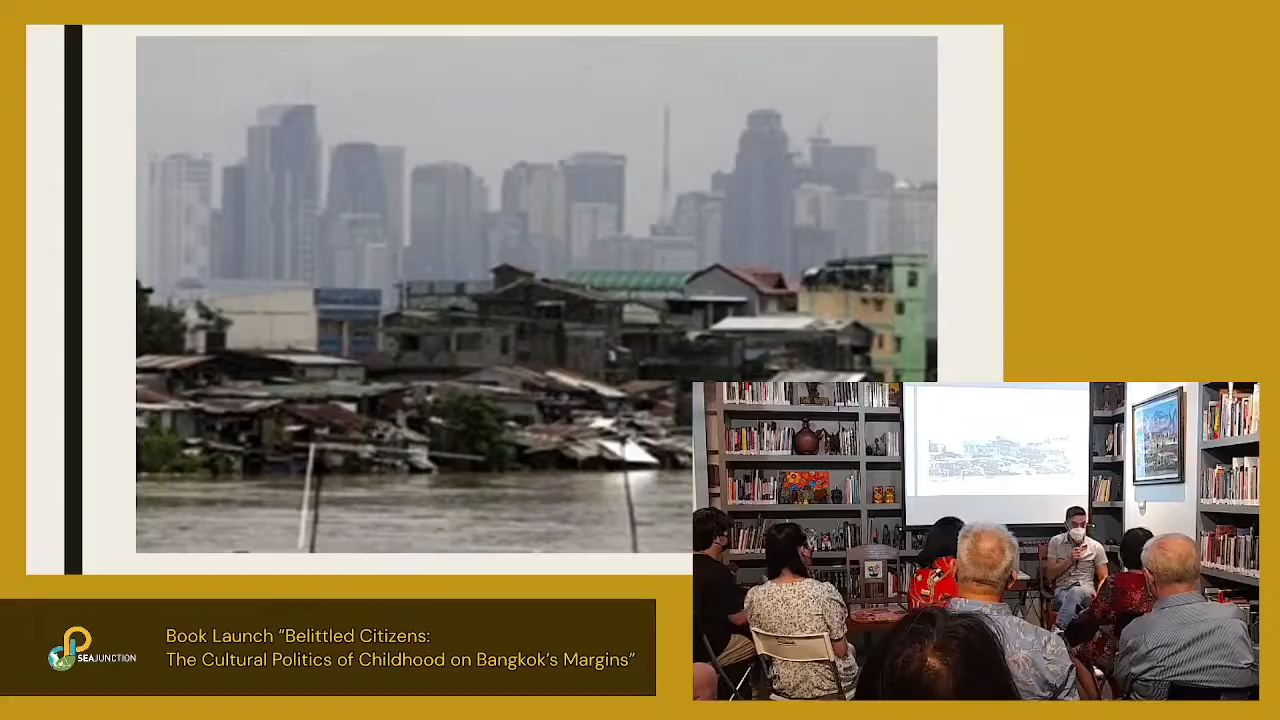 SEAJUNCTION
Book Launch “Belittled Citizens:
The Cultural Politics of Childhood on Bangkok’s Margins”